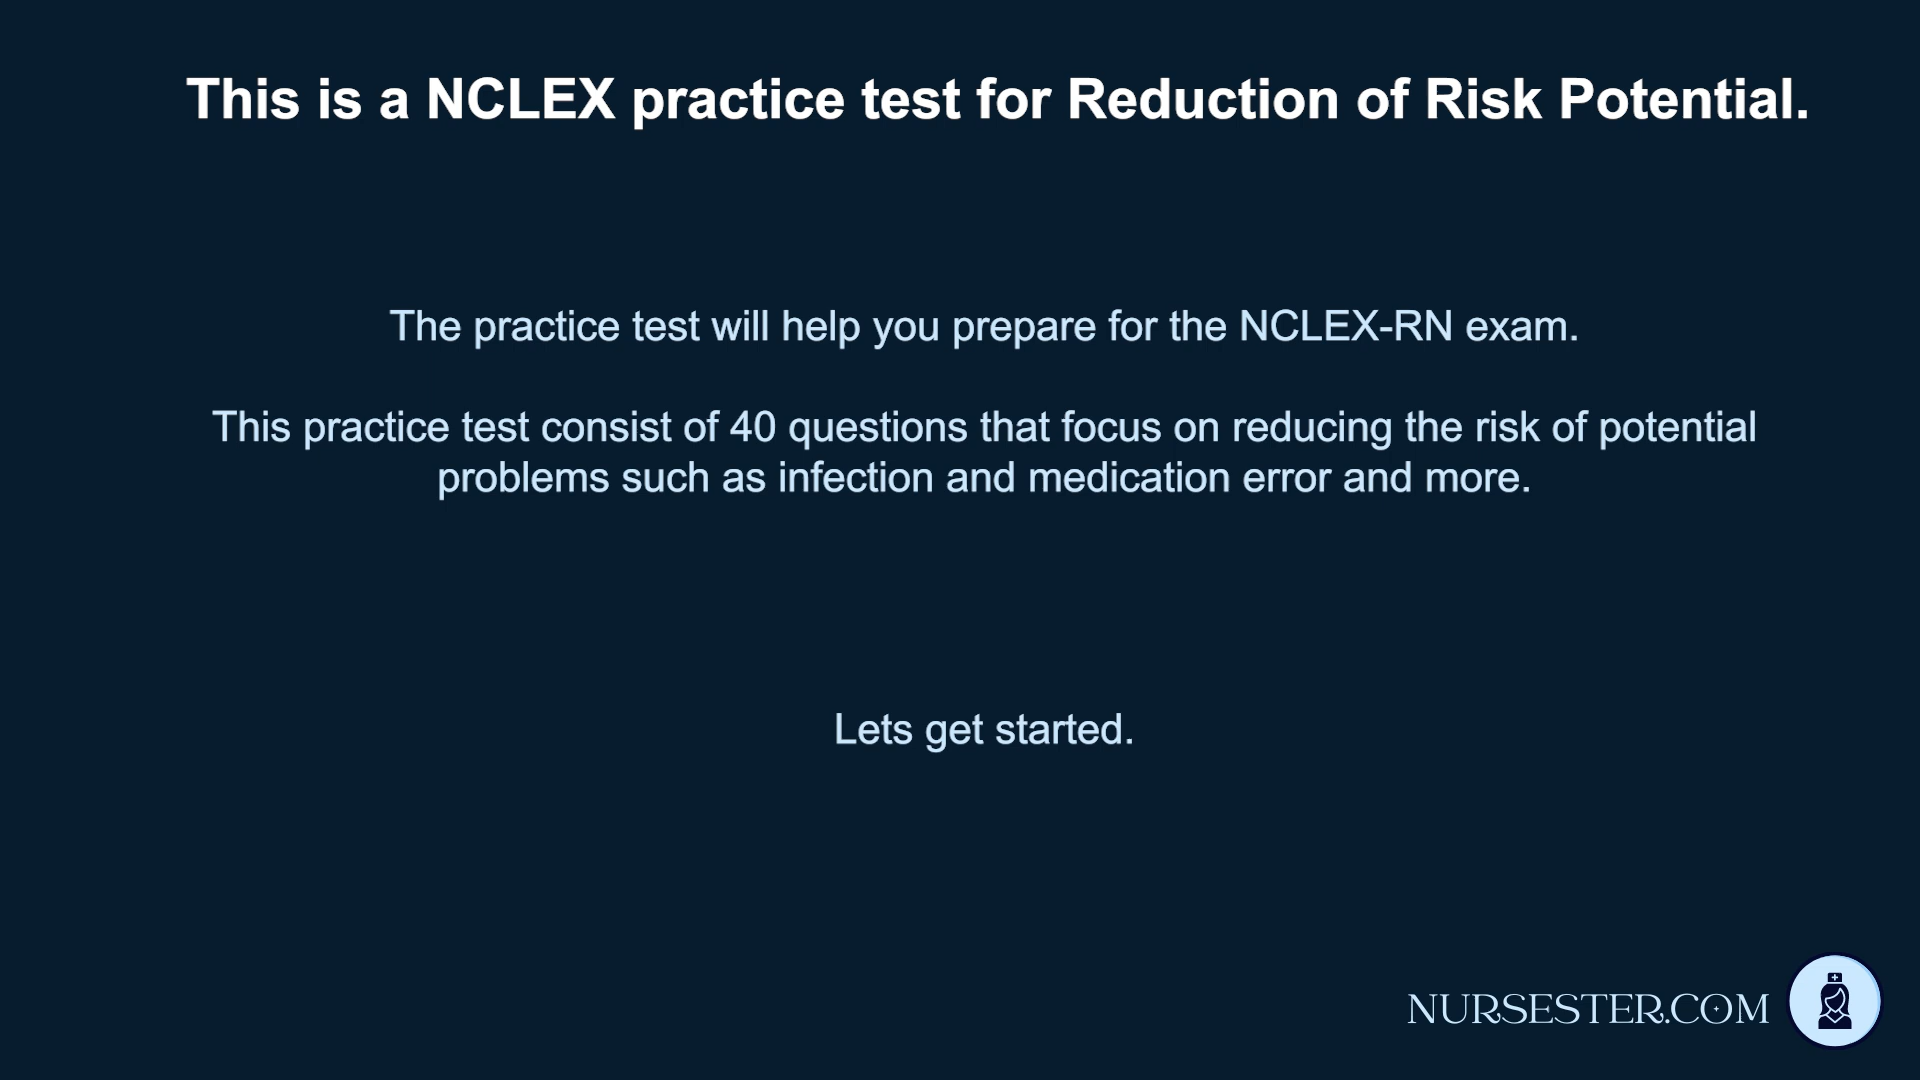 This is a NCLEX practice test for Reduction of Risk Potential.
The practice test will help you prepare for the NCLEX-RN exam.
This practice test consist of 40 questions that focus on reducing the risk of potential
problems such as infection and medication error and more.
Lets get started.
NURSESTER.COM